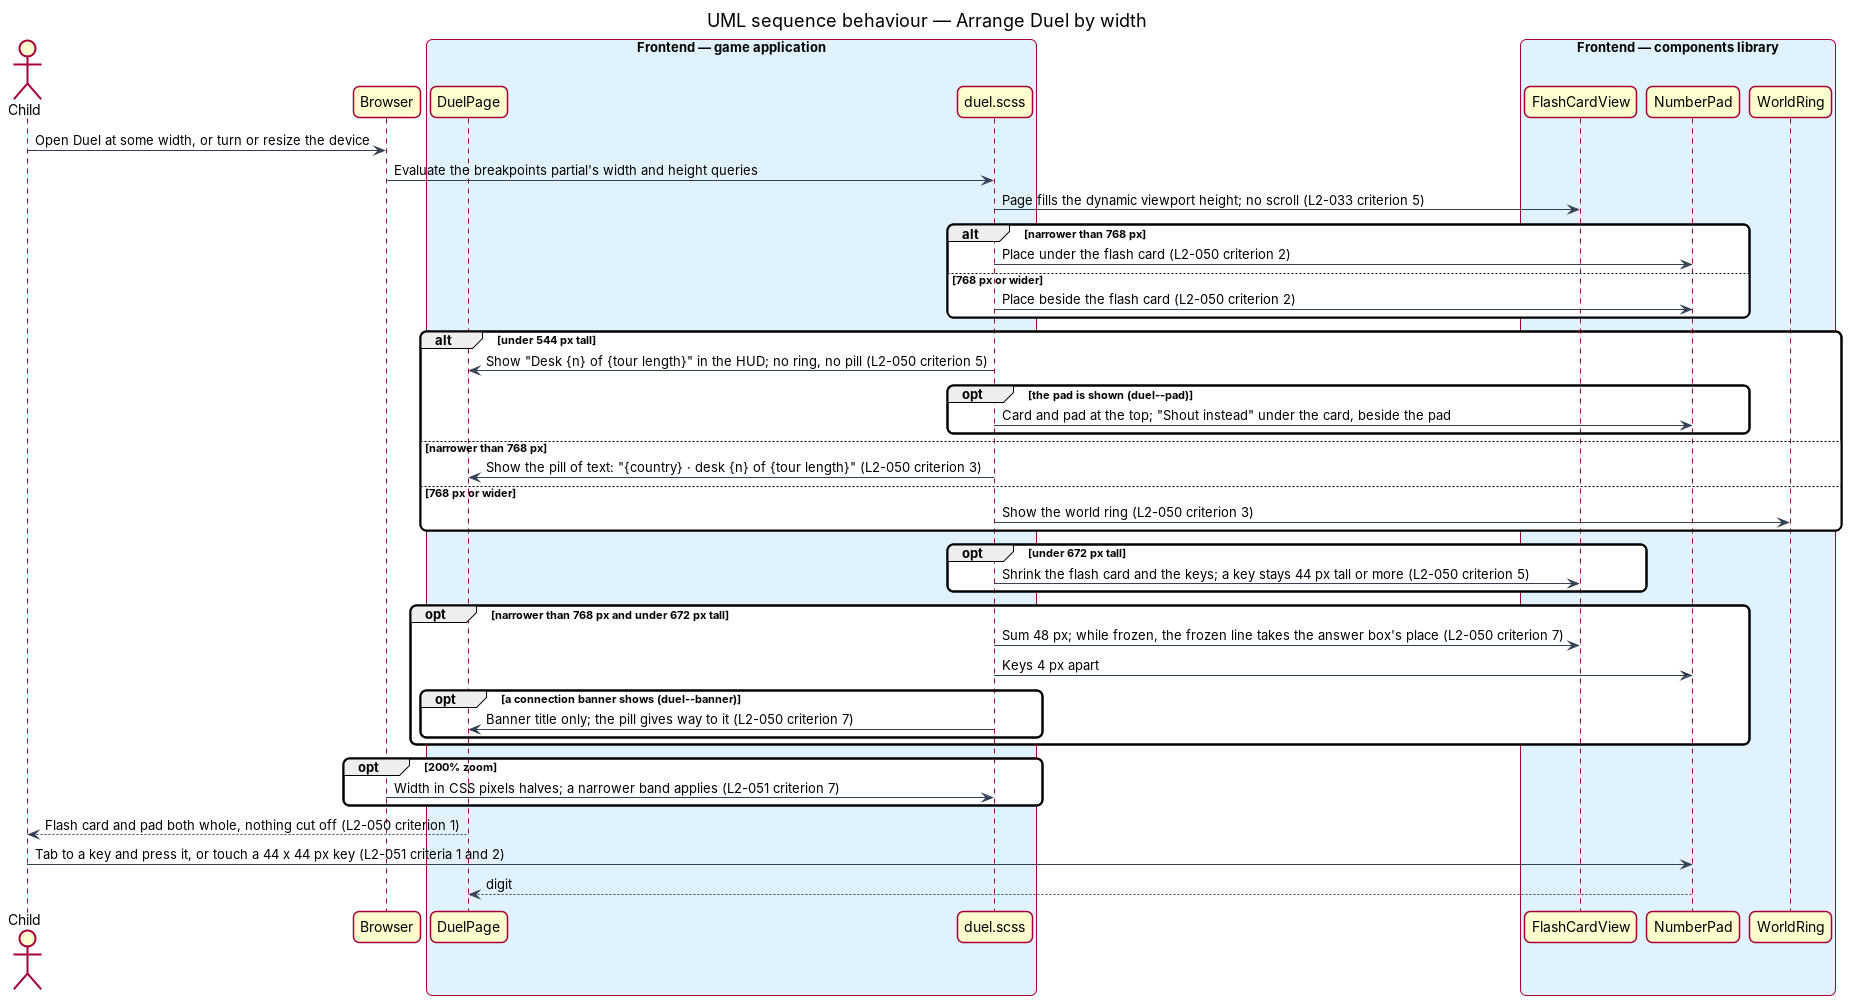 UML sequence behaviour — Arrange Duel by width
Frontend — game application
Frontend — components library
Child
Browser
DuelPage
duel.scss
FlashCardView
NumberPad
WorldRing
Open Duel at some width, or turn or resize the device
Evaluate the breakpoints partial's width and height queries
Page fills the dynamic viewport height; no scroll (L2-033 criterion 5)
alt [narrower than 768 px]
Place under the flash card (L2-050 criterion 2)
[768 px or wider]
Place beside the flash card (L2-050 criterion 2)
alt [under 544 px tall]
Show "Desk {n} of {tour length}" in the HUD; no ring, no pill (L2-050 criterion 5)
opt [the pad is shown (duel--pad)]
Card and pad at the top; "Shout instead" under the card, beside the pad
[narrower than 768 px]
Show the pill of text: "{country} · desk {n} of {tour length}" (L2-050 criterion 3)
[768 px or wider]
Show the world ring (L2-050 criterion 3)
opt [under 672 px tall]
Shrink the flash card and the keys; a key stays 44 px tall or more (L2-050 criterion 5)
opt [narrower than 768 px and under 672 px tall]
Sum 48 px; while frozen, the frozen line takes the answer box's place (L2-050 criterion 7)
Keys 4 px apart
opt [a connection banner shows (duel--banner)]
Banner title only; the pill gives way to it (L2-050 criterion 7)
opt [200% zoom]
Width in CSS pixels halves; a narrower band applies (L2-051 criterion 7)
Flash card and pad both whole, nothing cut off (L2-050 criterion 1)
Tab to a key and press it, or touch a 44 x 44 px key (L2-051 criteria 1 and 2)
digit
Child
Browser
DuelPage
duel.scss
FlashCardView
NumberPad
WorldRing